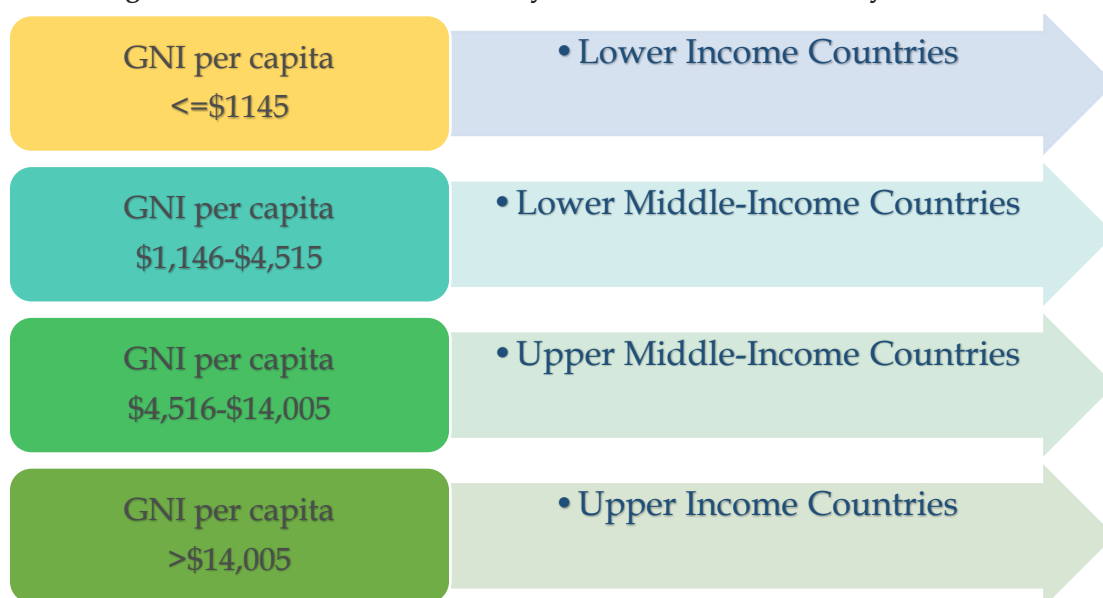 GNI per capita
<=$1145
• Lower Income Countries
GNI per capita
$1,146-$4,515
• Lower Middle-Income Countries
GNI per capita
$4,516-$14,005
• Upper Middle-Income Countries
GNI per capita
>$14,005
• Upper Income Countries